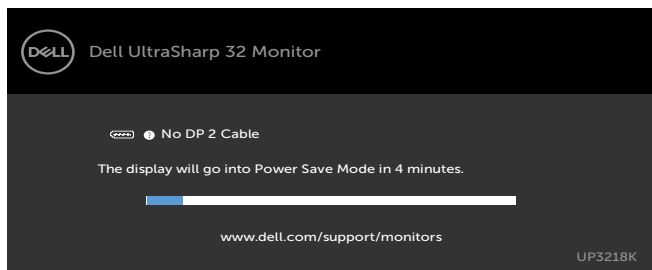 DELL Dell UltraSharp 32 Monitor
? No DP 2 Cable
The display will go into Power Save Mode in 4 minutes.
www.dell.com/support/monitors
UP3218K